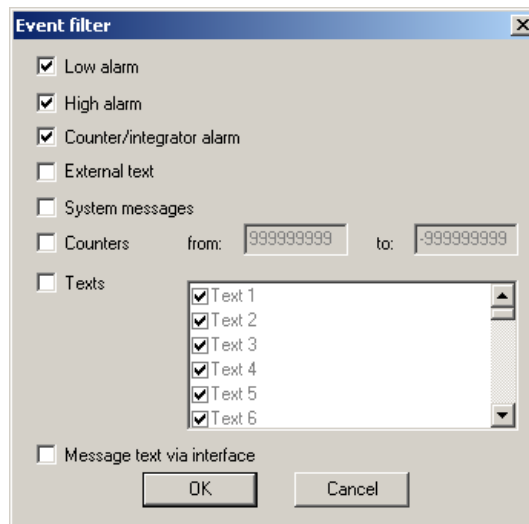 Event filter
Low alarm
High alarm
Counter/integrator alarm
External text
System messages
Counters from: 999999999 to: -999999999
Texts
Text 1
Text 2
Text 3
Text 4
Text 5
Text 6
Message text via interface
OK Cancel